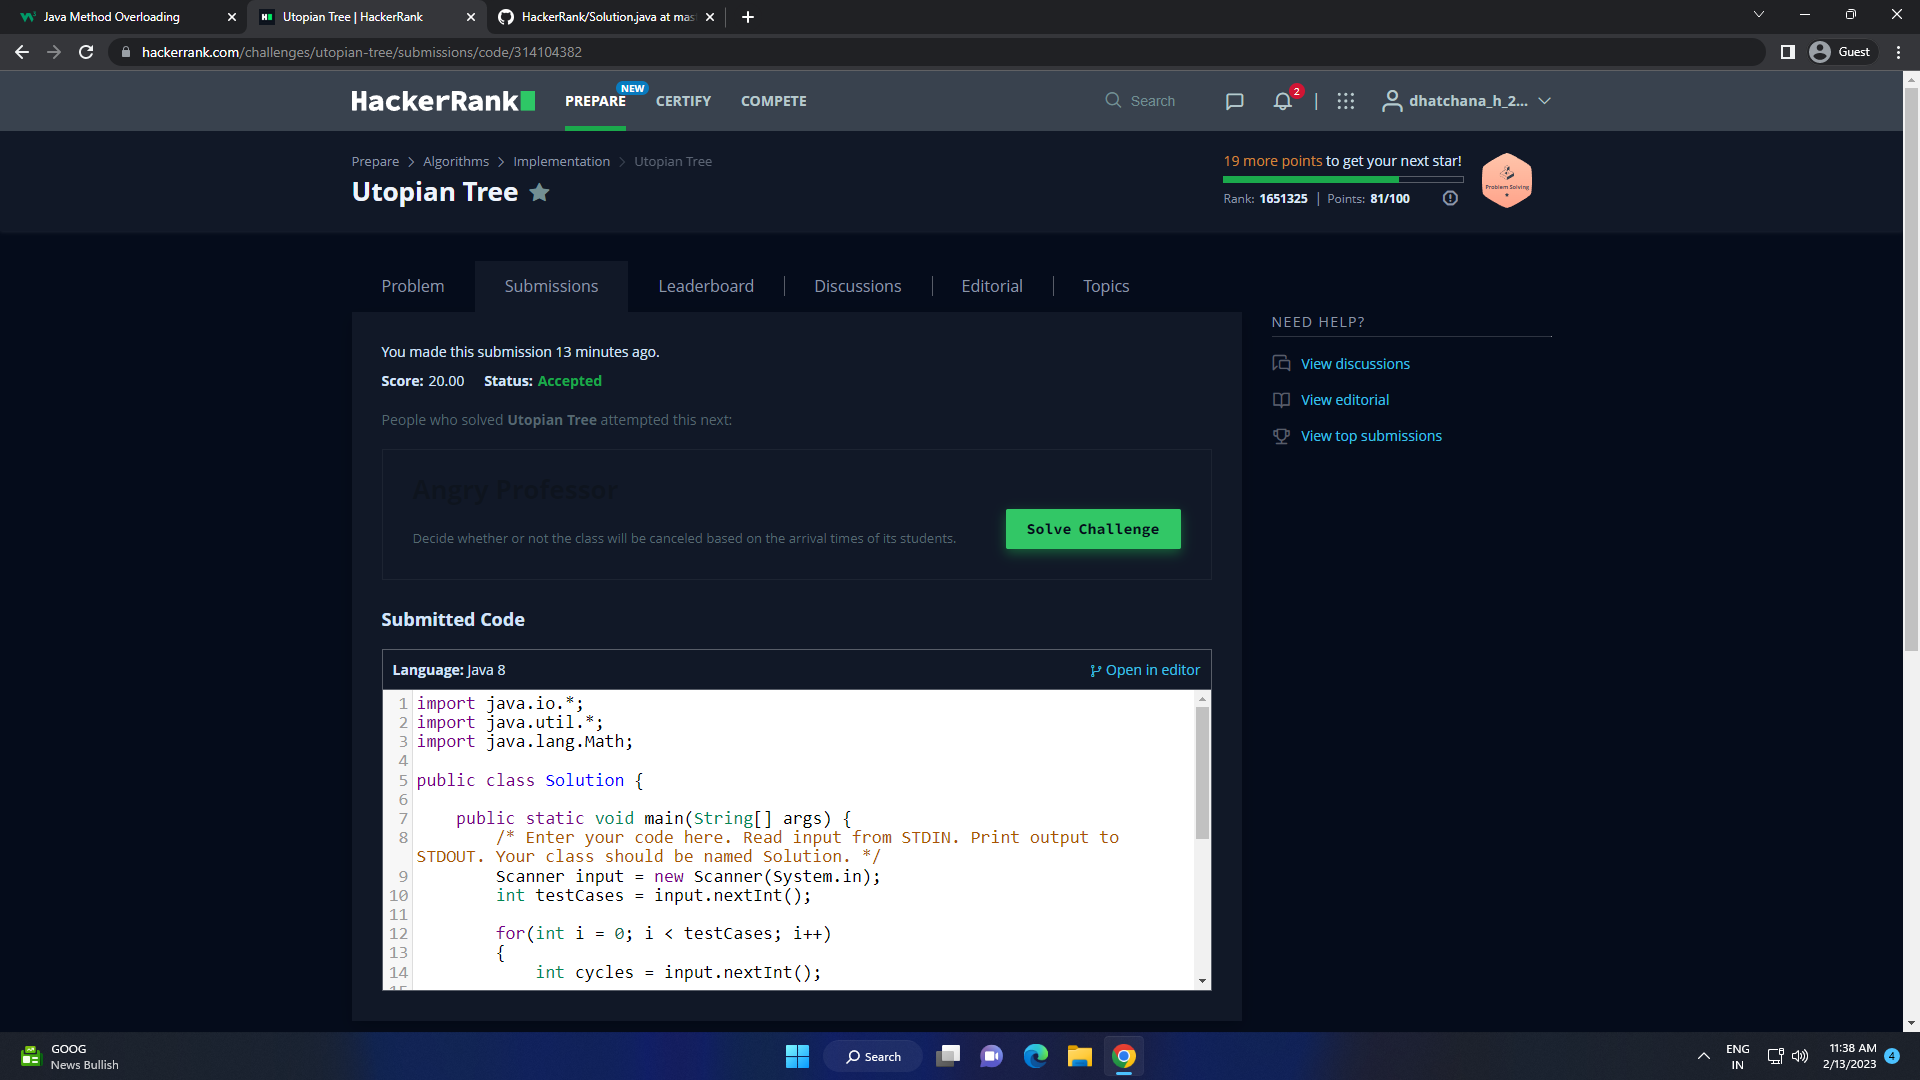 Java Method Overloading
Utopian Tree | HackerRank
HackerRank/Solution.java at mas
hackerrank.com/challenges/utopian-tree/submissions/code/314104382
Guest
HackerRank
PREPARE
NEW
CERTIFY
COMPETE
Search
2
dhatchana_h_2...
Prepare > Algorithms > Implementation > Utopian Tree
Utopian Tree
19 more points to get your next star!
Rank: 1651325 | Points: 81/100
Problem Solving
Problem
Submissions
Leaderboard
Discussions
Editorial
Topics
You made this submission 13 minutes ago.
Score: 20.00 Status: Accepted
People who solved Utopian Tree attempted this next:
Angry Professor
Decide whether or not the class will be canceled based on the arrival times of its students.
Solve Challenge
NEED HELP?
View discussions
View editorial
View top submissions
Submitted Code
Language: Java 8
Open in editor
1 import java.io.*;
2 import java.util.*;
3 import java.lang.Math;
4
5 public class Solution {
6
7 public static void main(String[] args) {
8 /* Enter your code here. Read input from STDIN. Print output to
STDOUT. Your class should be named Solution. */
9 Scanner input = new Scanner(System.in);
10 int testCases = input.nextInt();
11
12 for(int i = 0; i < testCases; i++)
13 {
14 int cycles = input.nextInt();
15
GOOG
News Bullish
Search
ENG
IN
11:38 AM
2/13/2023
4